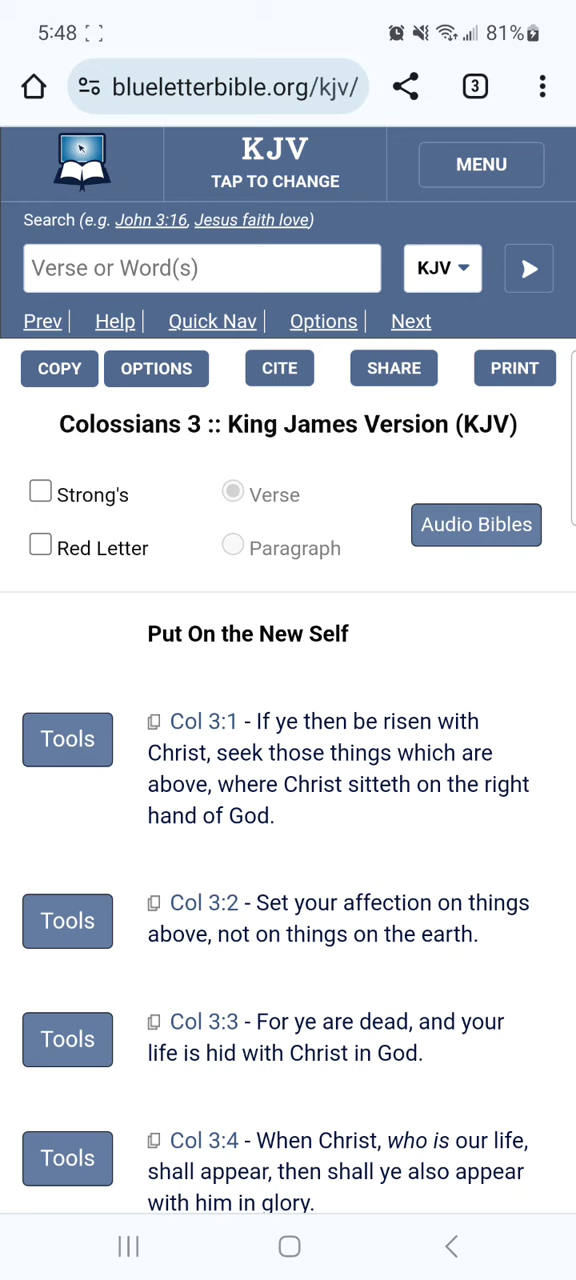 5:48 81%
blueletterbible.org/kjv/ 3
KJV
TAP TO CHANGE
MENU
Search (e.g. John 3:16, Jesus faith love)
Verse or Word(s) KJV
Prev | Help | Quick Nav | Options | Next
COPY OPTIONS CITE SHARE PRINT
Colossians 3 :: King James Version (KJV)
Strong's Verse
Audio Bibles
Red Letter Paragraph
Put On the New Self
Tools
Col 3:1 - If ye then be risen with
Christ, seek those things which are
above, where Christ sitteth on the right
hand of God.
Tools
Col 3:2 - Set your affection on things
above, not on things on the earth.
Tools
Col 3:3 - For ye are dead, and your
life is hid with Christ in God.
Tools
Col 3:4 - When Christ, who is our life,
shall appear, then shall ye also appear
with him in glory.